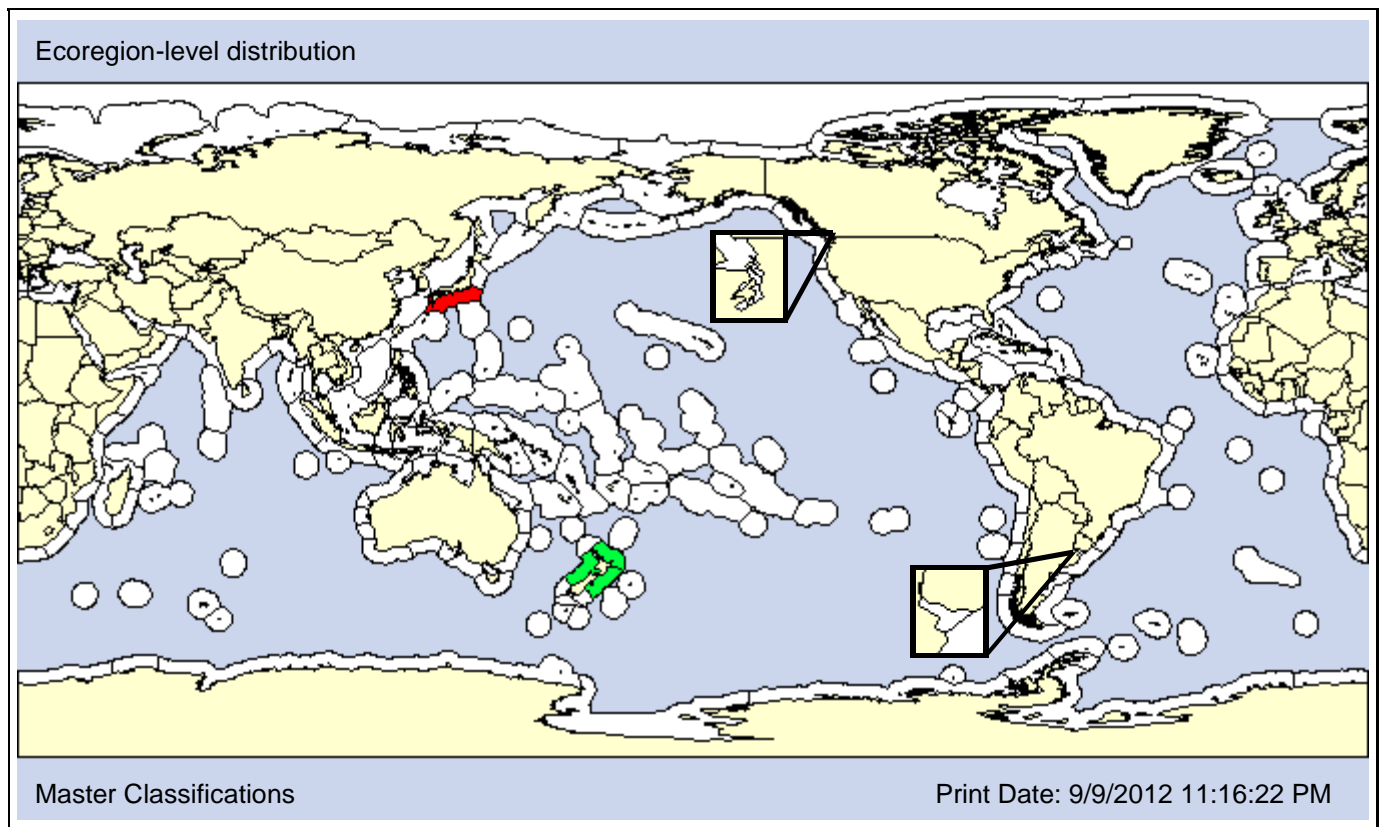 Ecoregion-level distribution
Master Classifications
Print Date: 9/9/2012 11:16:22 PM